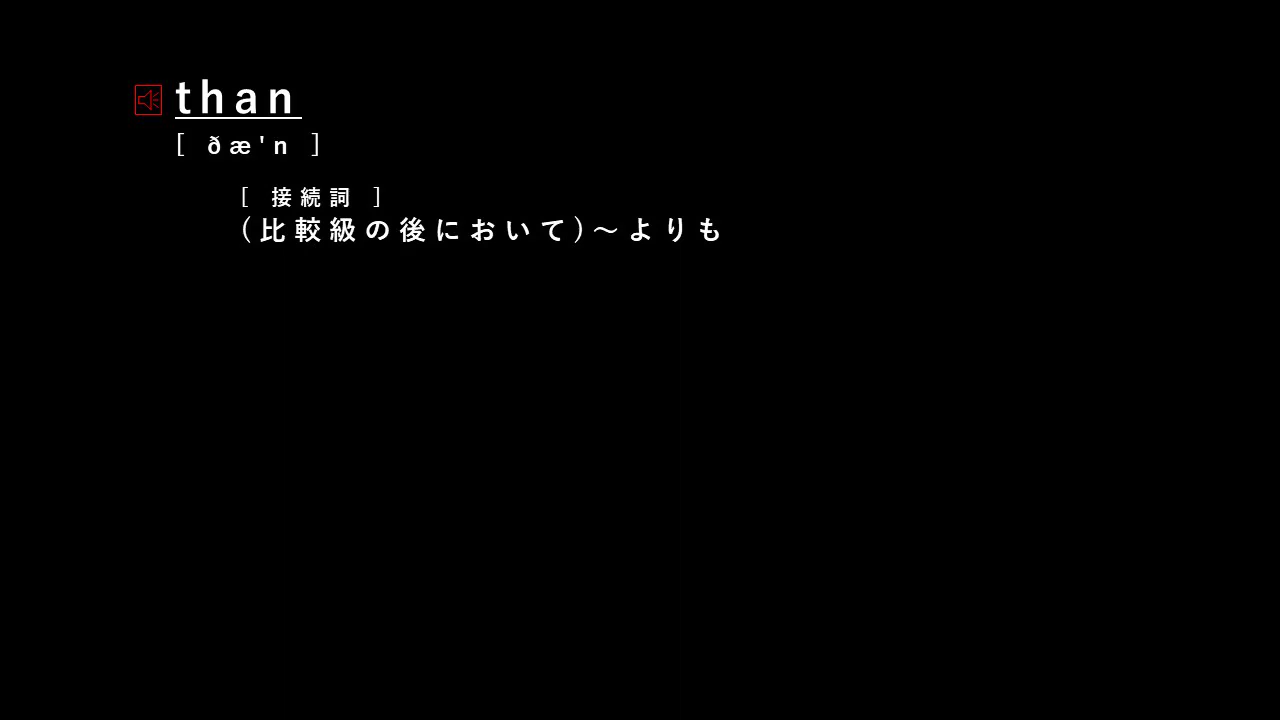 than
[ ðæ'n ]
[ 接続詞 ]
(比較級の後において)〜よりも